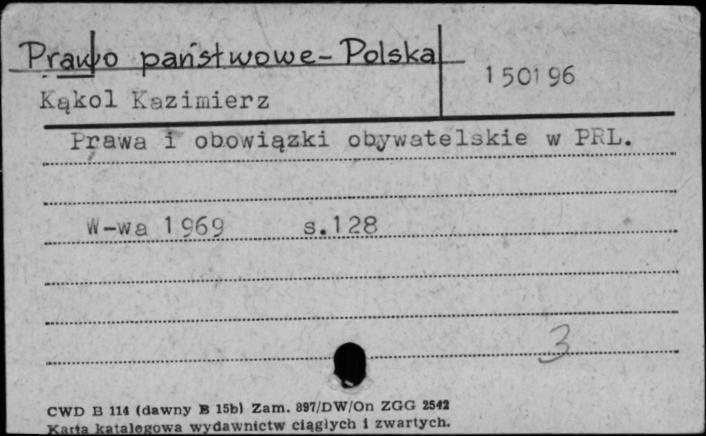 Prawo państwowe-Polska
150196
Kąkol Kazimierz
Prawa i obowiązki obywatelskie w PRL.
W-wa 1969 s.128
3
CWD B 114 (dawny B 15b) Zam. 897/DW/On ZGG 2542
Karta katalogowa wydawnictw ciągłych i zwartych.